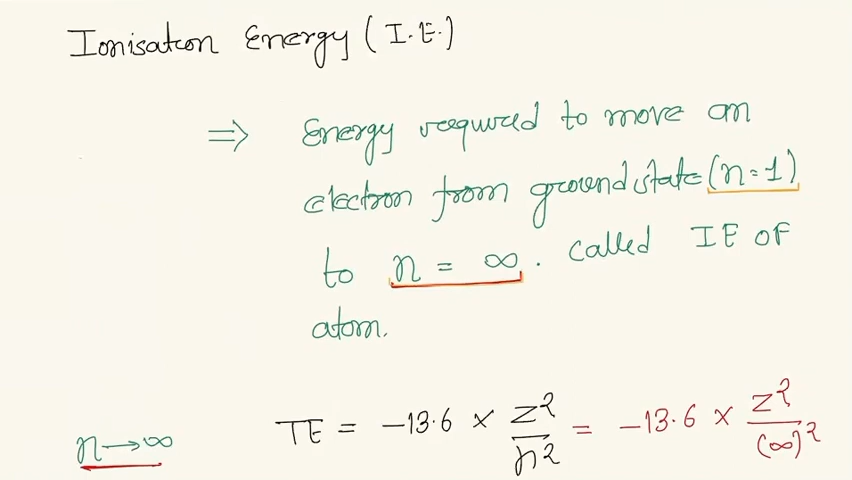 Ionisation Energy (I.E.)
⇒ Energy required to move an
electron from ground state (n=1)
to n = ∞. called IE OF
atom.
n→∞ TE = -13.6 × Z²/n² = -13.6 × Z²/(∞)²